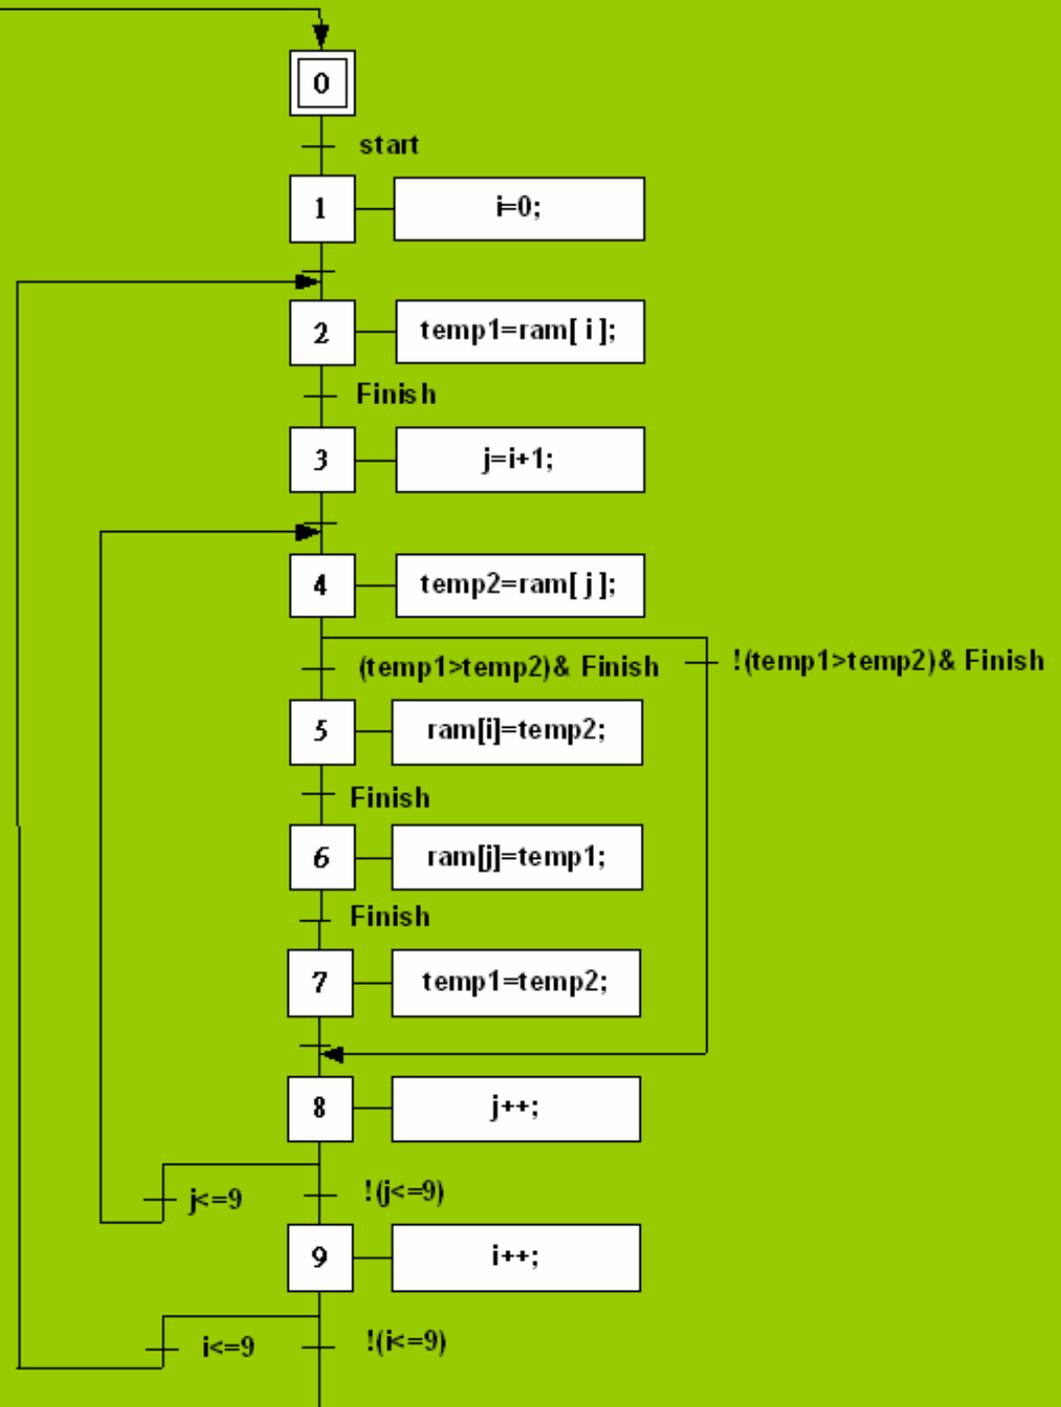 0
start
1
i=0;
2
temp1=ram[ i ];
Finish
3
j=i+1;
4
temp2=ram[ j ];
(temp1>temp2)& Finish
!(temp1>temp2)& Finish
5
ram[i]=temp2;
Finish
6
ram[j]=temp1;
Finish
7
temp1=temp2;
8
j++;
j<=9
!(j<=9)
9
i++;
i<=9
!(i<=9)